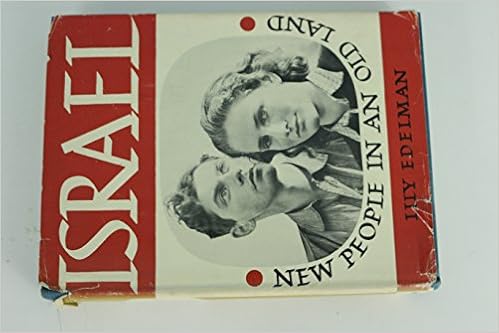 ISRAEL
NEW PEOPLE IN AN OLD LAND
LILY EDELMAN